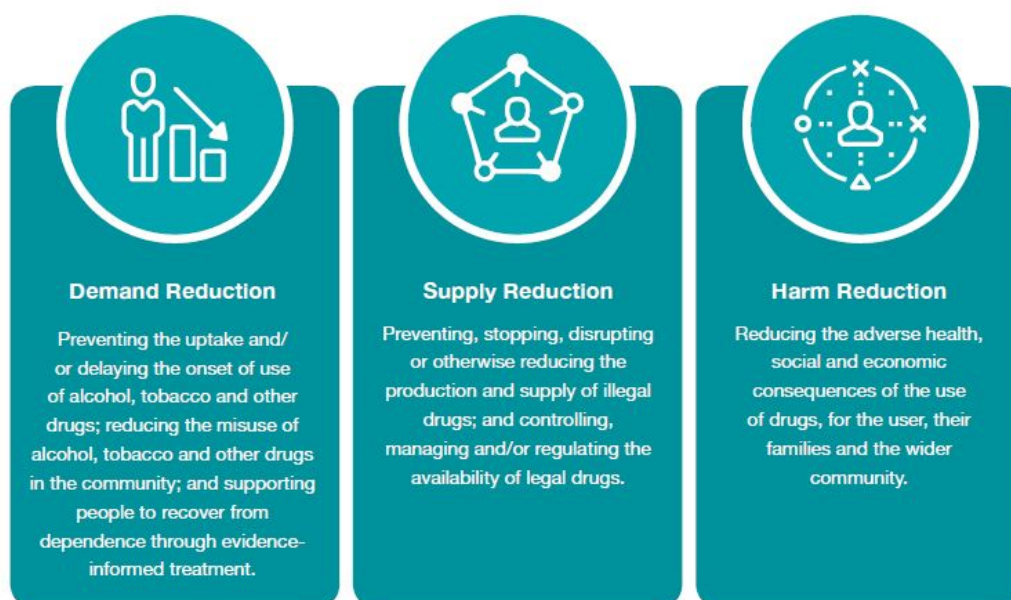 Demand Reduction
Preventing the uptake and/
or delaying the onset of use
of alcohol, tobacco and other
drugs; reducing the misuse of
alcohol, tobacco and other drugs
in the community; and supporting
people to recover from
dependence through evidence-
informed treatment.
Supply Reduction
Preventing, stopping, disrupting
or otherwise reducing the
production and supply of illegal
drugs; and controlling,
managing and/or regulating the
availability of legal drugs.
Harm Reduction
Reducing the adverse health,
social and economic
consequences of the use
of drugs, for the user, their
families and the wider
community.